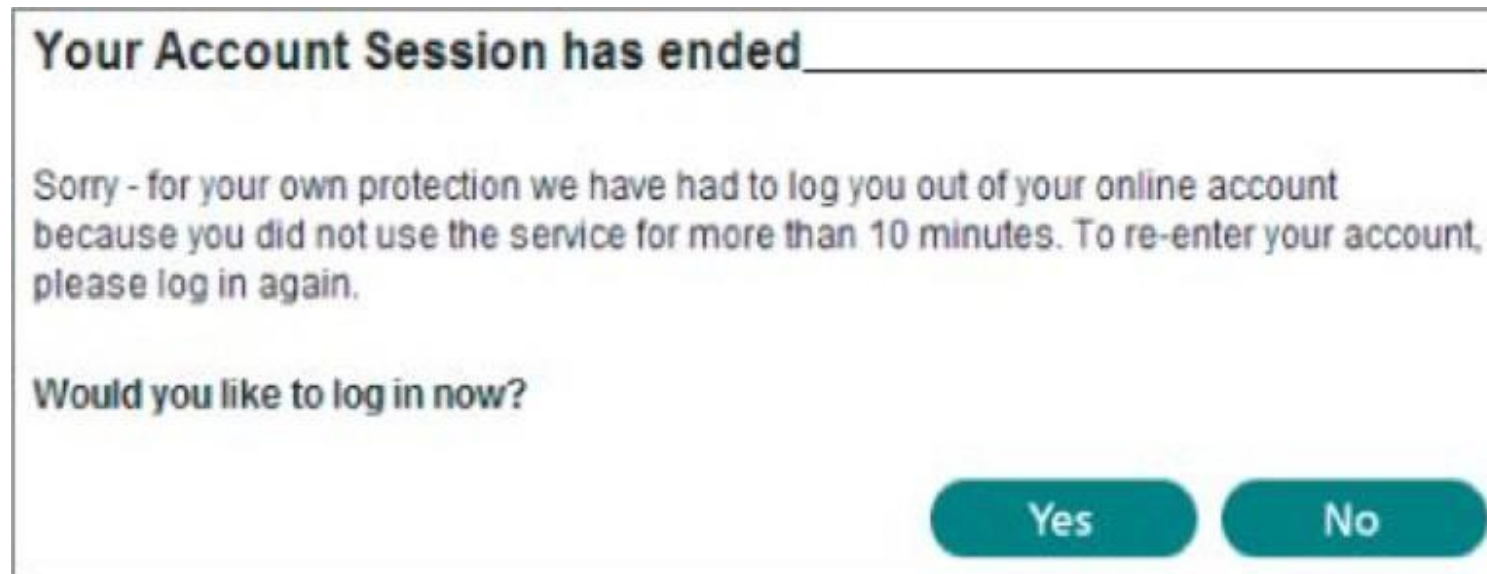 Your Account Session has ended
Sorry - for your own protection we have had to log you out of your online account
because you did not use the service for more than 10 minutes. To re-enter your account,
please log in again.
Would you like to log in now?
Yes No